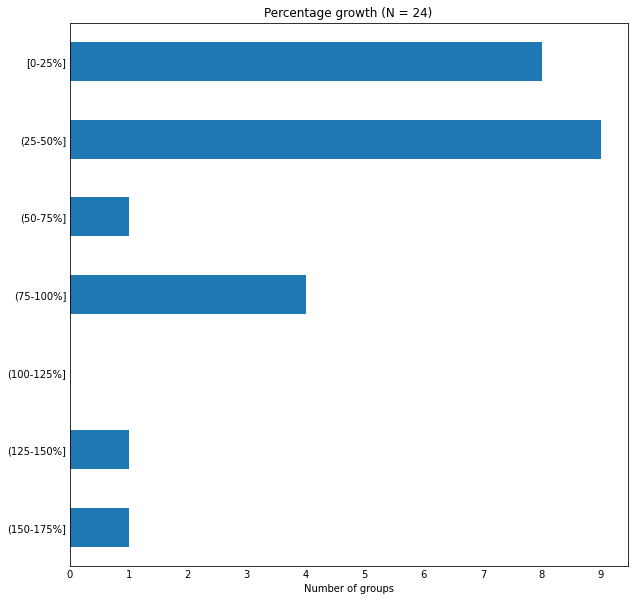 Percentage growth (N = 24)
[0-25%]
(25-50%]
(50-75%]
(75-100%]
(100-125%]
(125-150%]
(150-175%]
0 1 2 3 4 5 6 7 8 9
Number of groups